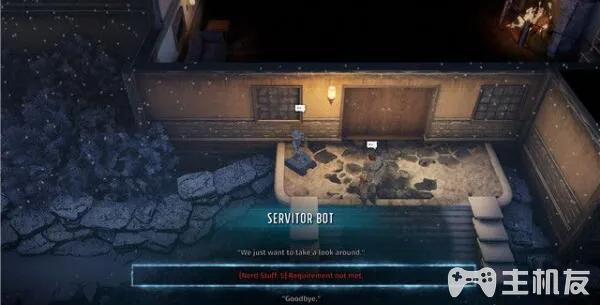 SERVITOR BOT
"We just want to take a look around."
[Nerd Stuff: 5] Requirement not met.
"Goodbye."
主机友